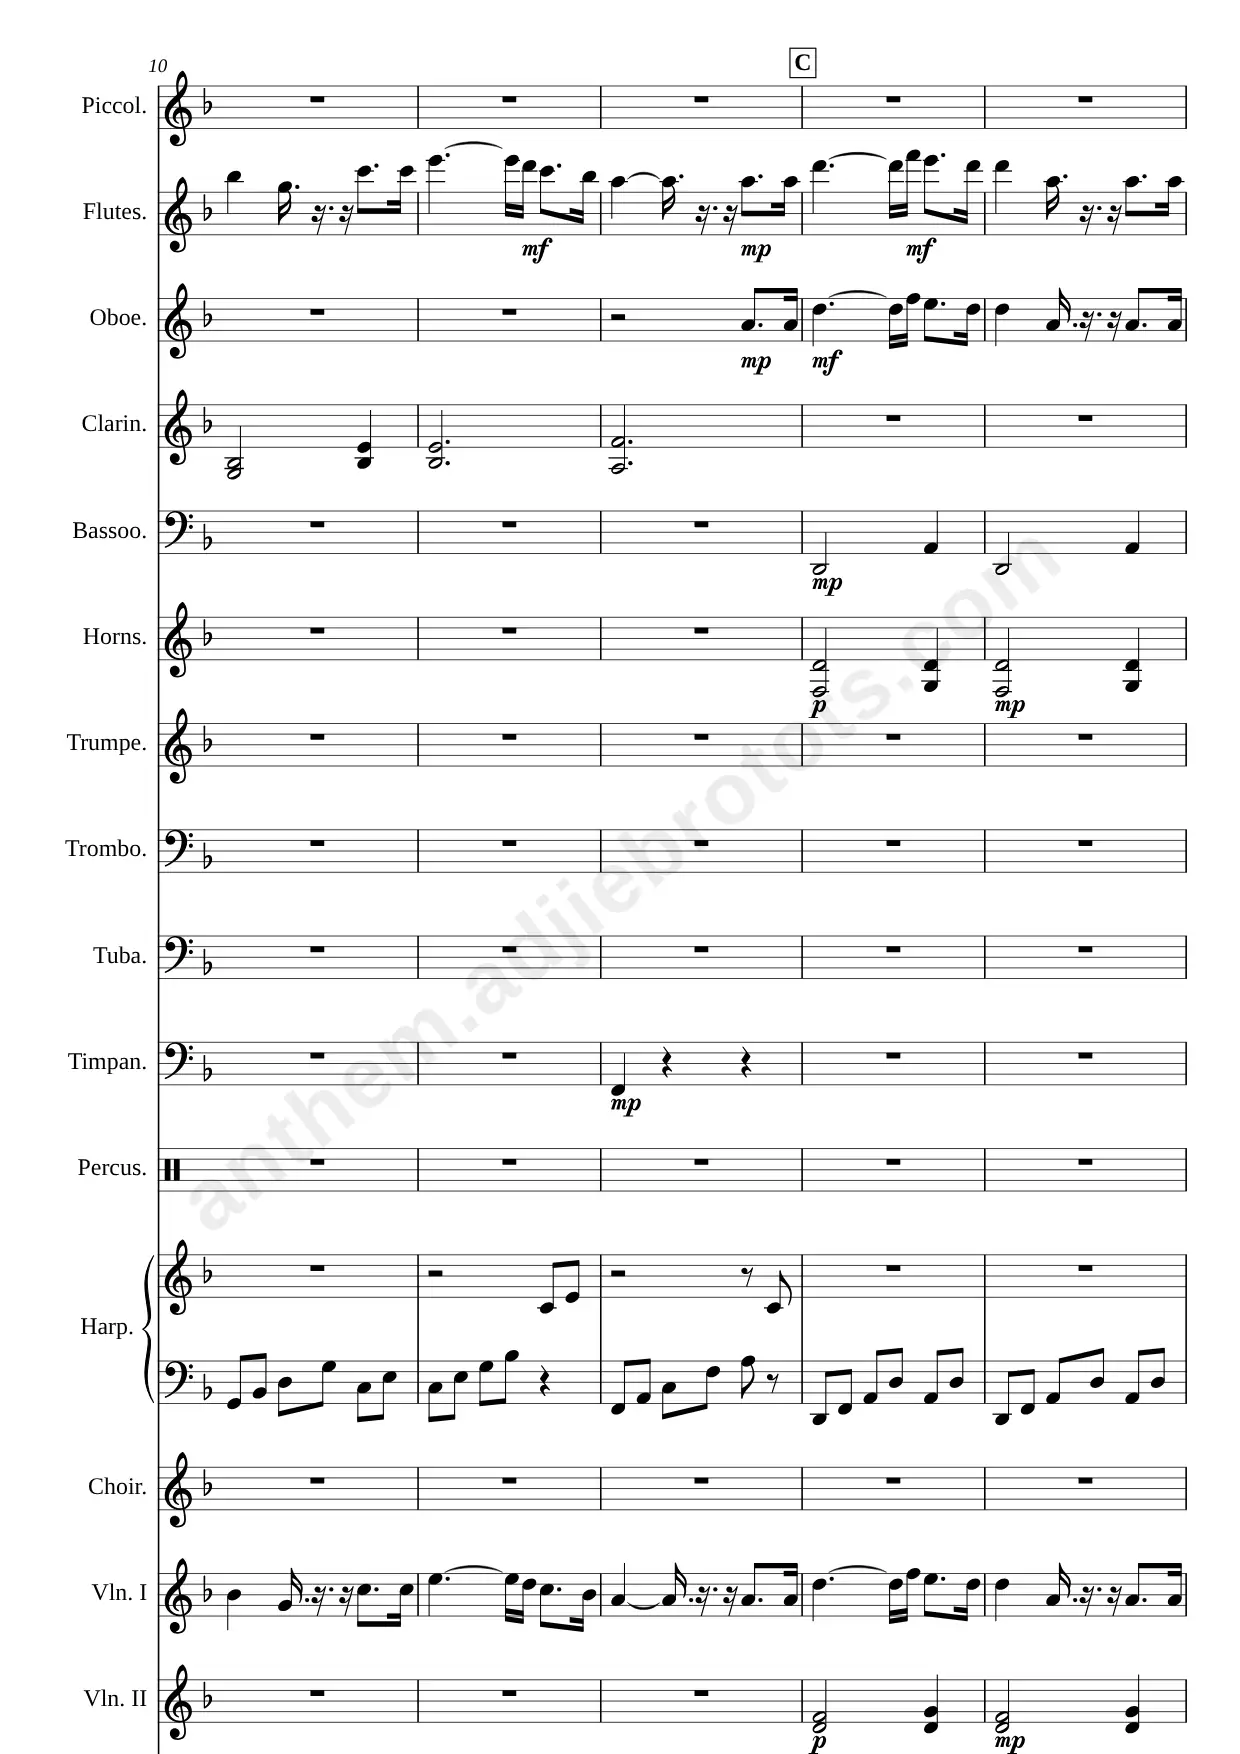 10
C
Piccol.
Flutes.
mf mp mf
Oboe.
mp mf
Clarin.
Bassoo.
mp
Horns.
p mp
Trumpe.
Trombo.
Tuba.
Timpan.
mp
Percus.
Harp.
Choir.
Vln. I
Vln. II
p mp
anthem.adjiebrotots.com